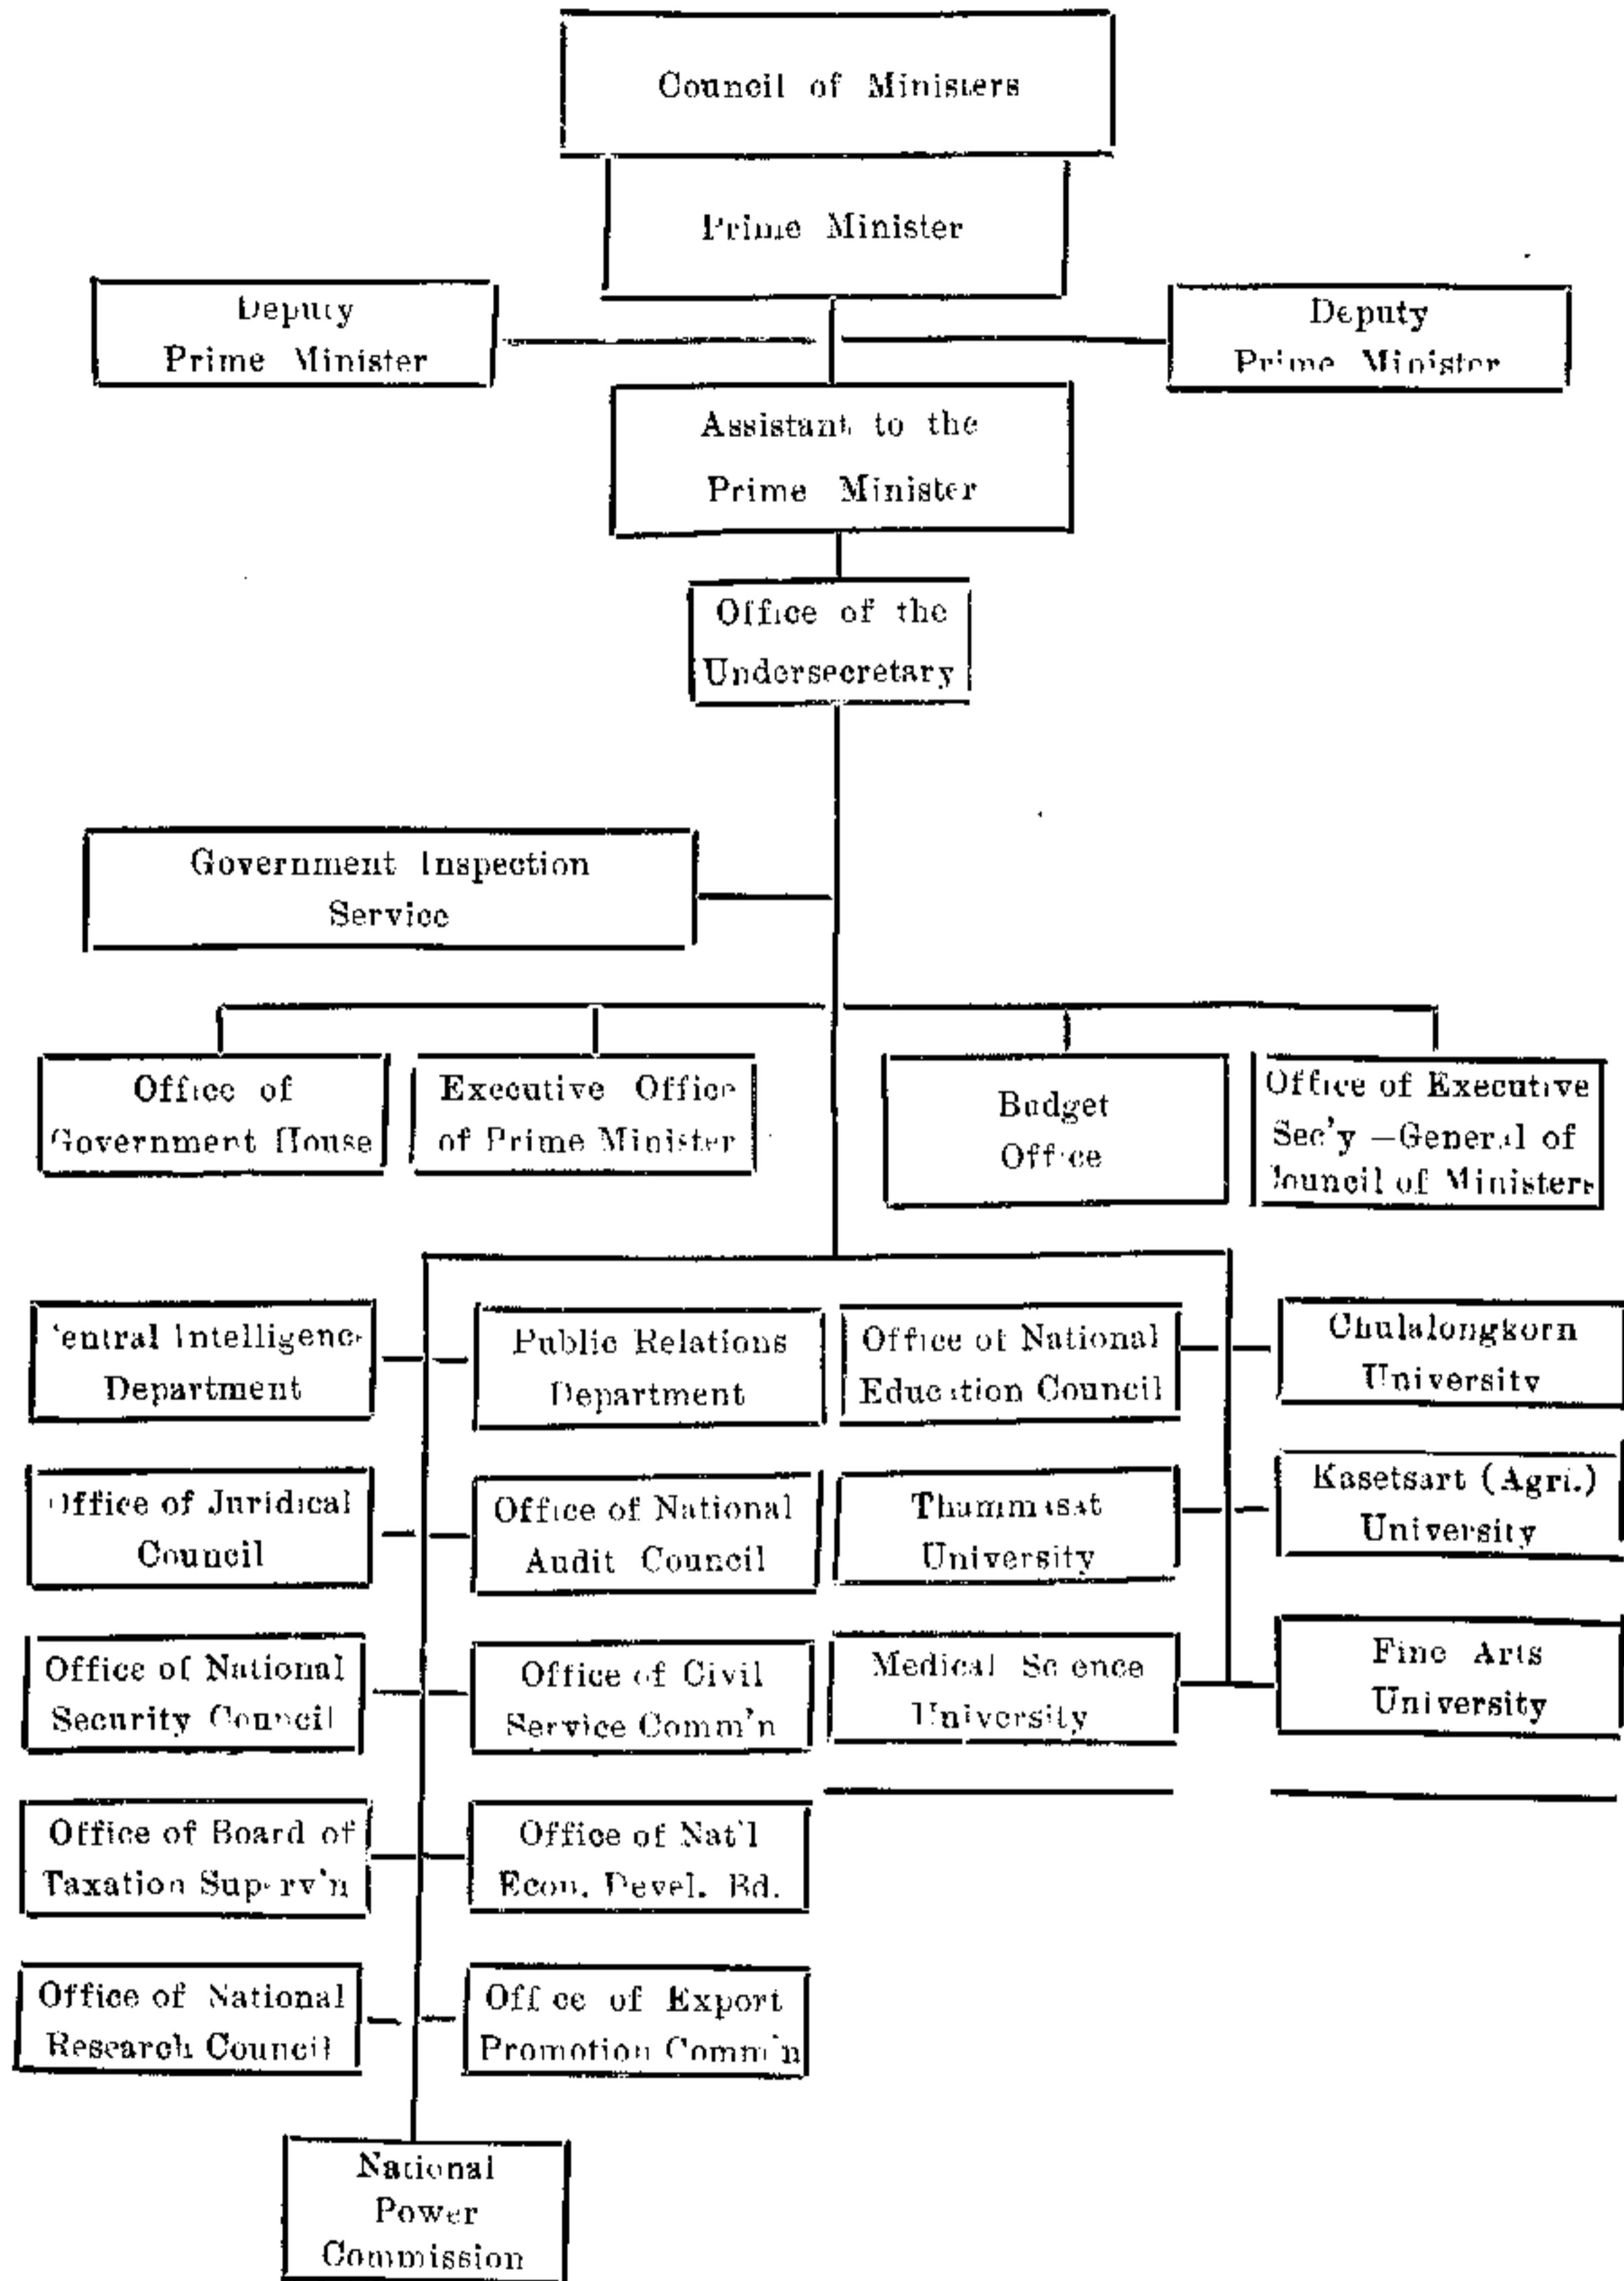 Council of Ministers
Prime Minister
Deputy
Prime Minister
Deputy
Prime Minister
Assistant to the
Prime Minister
Office of the
Undersecretary
Government Inspection
Service
Office of
Government House
Executive Office
of Prime Minister
Budget
Office
Office of Executive
Sec'y —General of
Council of Ministers
Central Intelligence
Department
Public Relations
Department
Office of National
Education Council
Chulalongkorn
University
Office of Juridical
Council
Office of National
Audit Council
Thammasat
University
Kasetsart (Agri.)
University
Office of National
Security Council
Office of Civil
Service Comm'n
Medical Science
University
Fine Arts
University
Office of Board of
Taxation Superv'n
Office of Nat'l
Econ. Devel. Bd.
Office of National
Research Council
Office of Export
Promotion Comm'n
National
Power
Commission